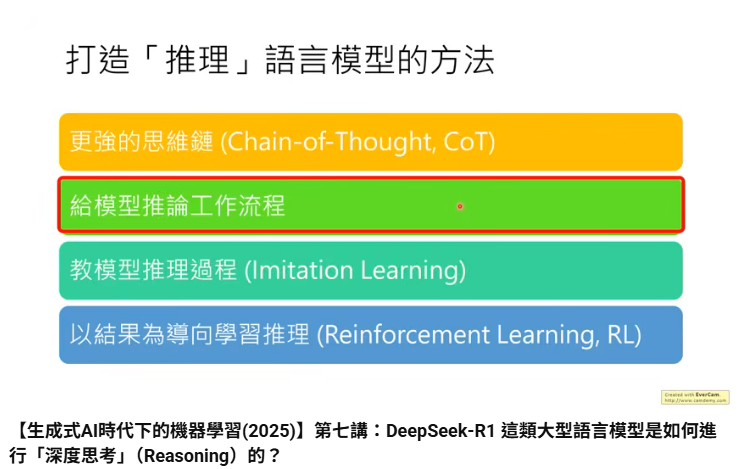 打造「推理」語言模型的方法
更強的思維鏈 (Chain-of-Thought, CoT)
給模型推論工作流程
教模型推理過程 (Imitation Learning)
以結果為導向學習推理 (Reinforcement Learning, RL)
Created with EverCam.
http://www.camdemy.com
【生成式AI時代下的機器學習(2025)】第七講：DeepSeek-R1 這類大型語言模型是如何進
行「深度思考」（Reasoning）的？